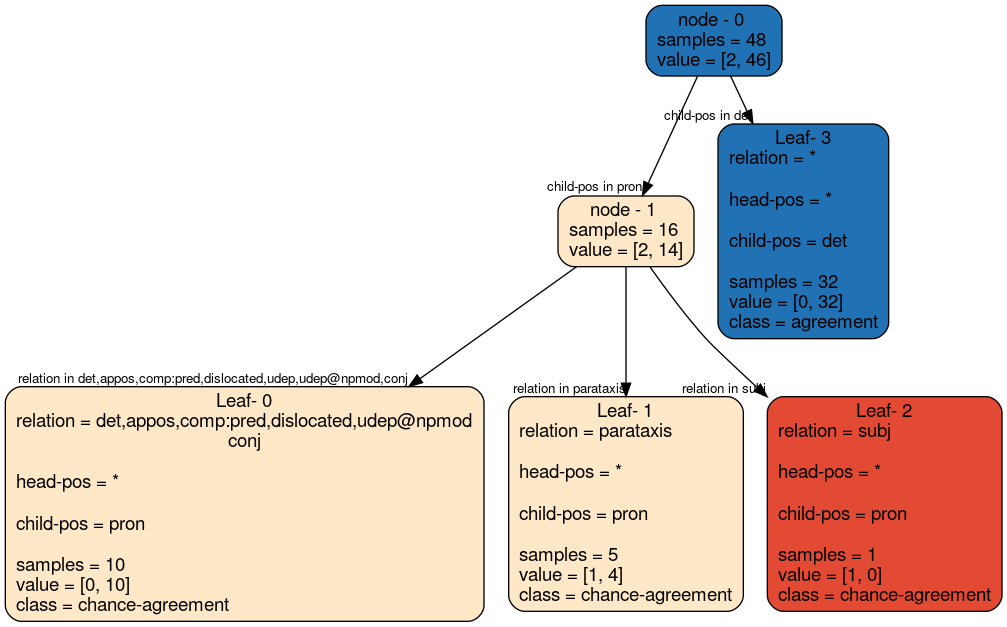 node - 0
samples = 48
value = [2, 46]
child-pos in det
child-pos in pron
Leaf- 3
relation = *
head-pos = *
child-pos = det
samples = 32
value = [0, 32]
class = agreement
node - 1
samples = 16
value = [2, 14]
relation in det,appos,comp:pred,dislocated,udep,udep@npmod,conj
relation in parataxis
relation in subj
Leaf- 0
relation = det,appos,comp:pred,dislocated,udep@npmod
conj
head-pos = *
child-pos = pron
samples = 10
value = [0, 10]
class = chance-agreement
Leaf- 1
relation = parataxis
head-pos = *
child-pos = pron
samples = 5
value = [1, 4]
class = chance-agreement
Leaf- 2
relation = subj
head-pos = *
child-pos = pron
samples = 1
value = [1, 0]
class = chance-agreement